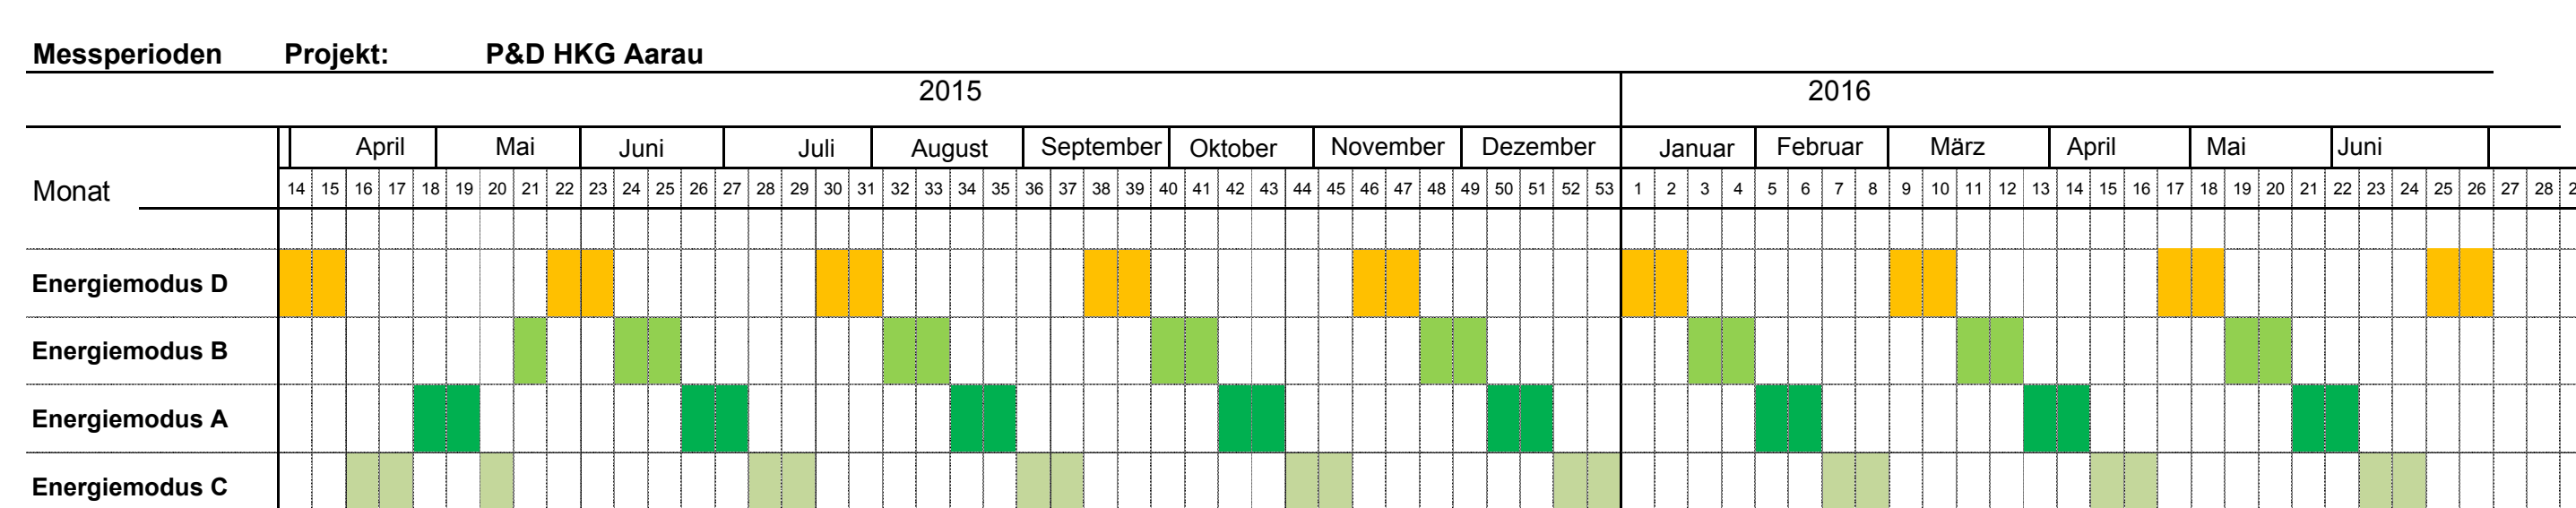 Messperioden Projekt: P&D HKG Aarau
2015 2016
April Mai Juni Juli August September Oktober November Dezember Januar Februar März April Mai Juni
Monat 14 15 16 17 18 19 20 21 22 23 24 25 26 27 28 29 30 31 32 33 34 35 36 37 38 39 40 41 42 43 44 45 46 47 48 49 50 51 52 53 1 2 3 4 5 6 7 8 9 10 11 12 13 14 15 16 17 18 19 20 21 22 23 24 25 26 27 28
Energiemodus D
Energiemodus B
Energiemodus A
Energiemodus C